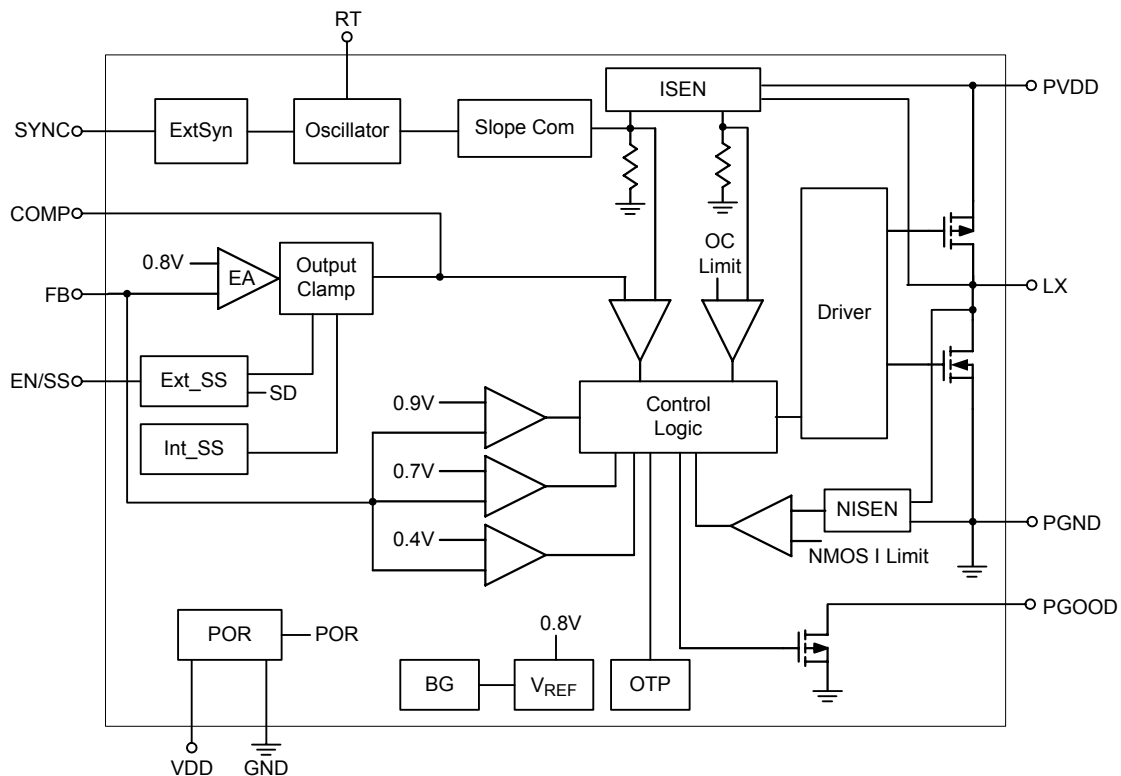 RT
ISEN
PVDD
SYNC
ExtSyn
Oscillator
Slope Com
COMP
OC
Limit
0.8V
EA
Output
Clamp
FB
LX
Driver
EN/SS
Ext_SS
SD
0.9V
Control
Logic
Int_SS
0.7V
NISEN
PGND
0.4V
NMOS I Limit
PGOOD
POR
POR
0.8V
BG
VREF
OTP
VDD
GND